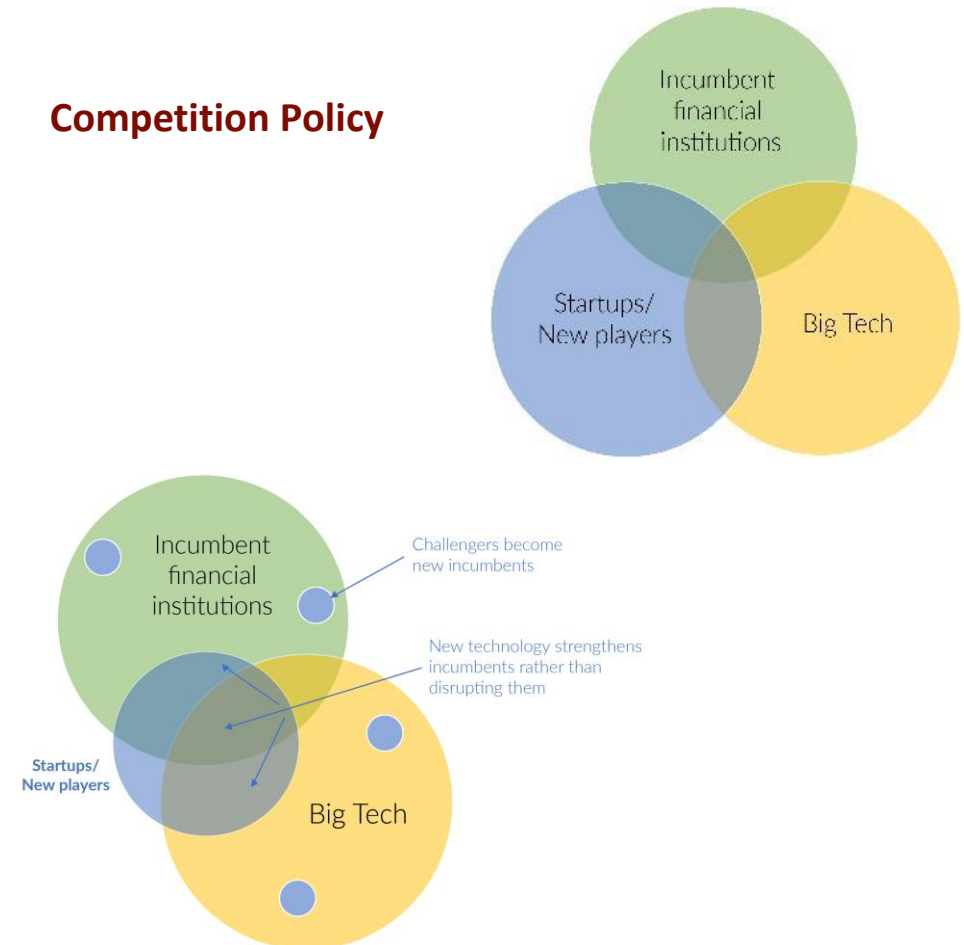 Competition Policy
Incumbent
financial
institutions
Startups/
New players
Big Tech
Incumbent
financial
institutions
Challengers become
new incumbents
New technology strengthens
incumbents rather than
disrupting them
Startups/
New players
Big Tech